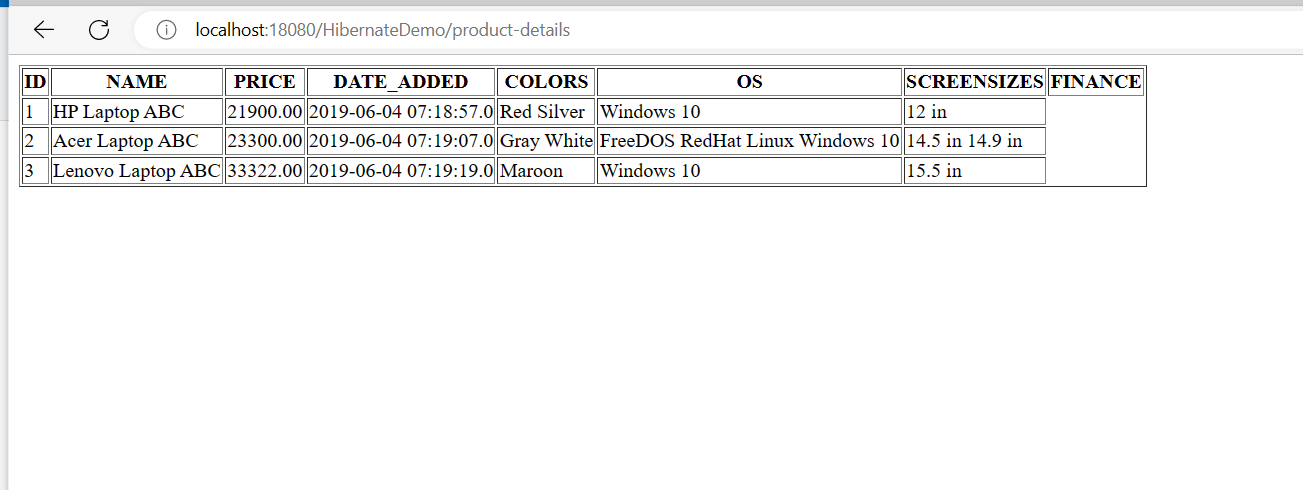 localhost:18080/HibernateDemo/product-details
ID NAME PRICE DATE_ADDED COLORS OS SCREENSIZES FINANCE
1 HP Laptop ABC 21900.00 2019-06-04 07:18:57.0 Red Silver Windows 10 12 in
2 Acer Laptop ABC 23300.00 2019-06-04 07:19:07.0 Gray White FreeDOS RedHat Linux Windows 10 14.5 in 14.9 in
3 Lenovo Laptop ABC 33322.00 2019-06-04 07:19:19.0 Maroon Windows 10 15.5 in